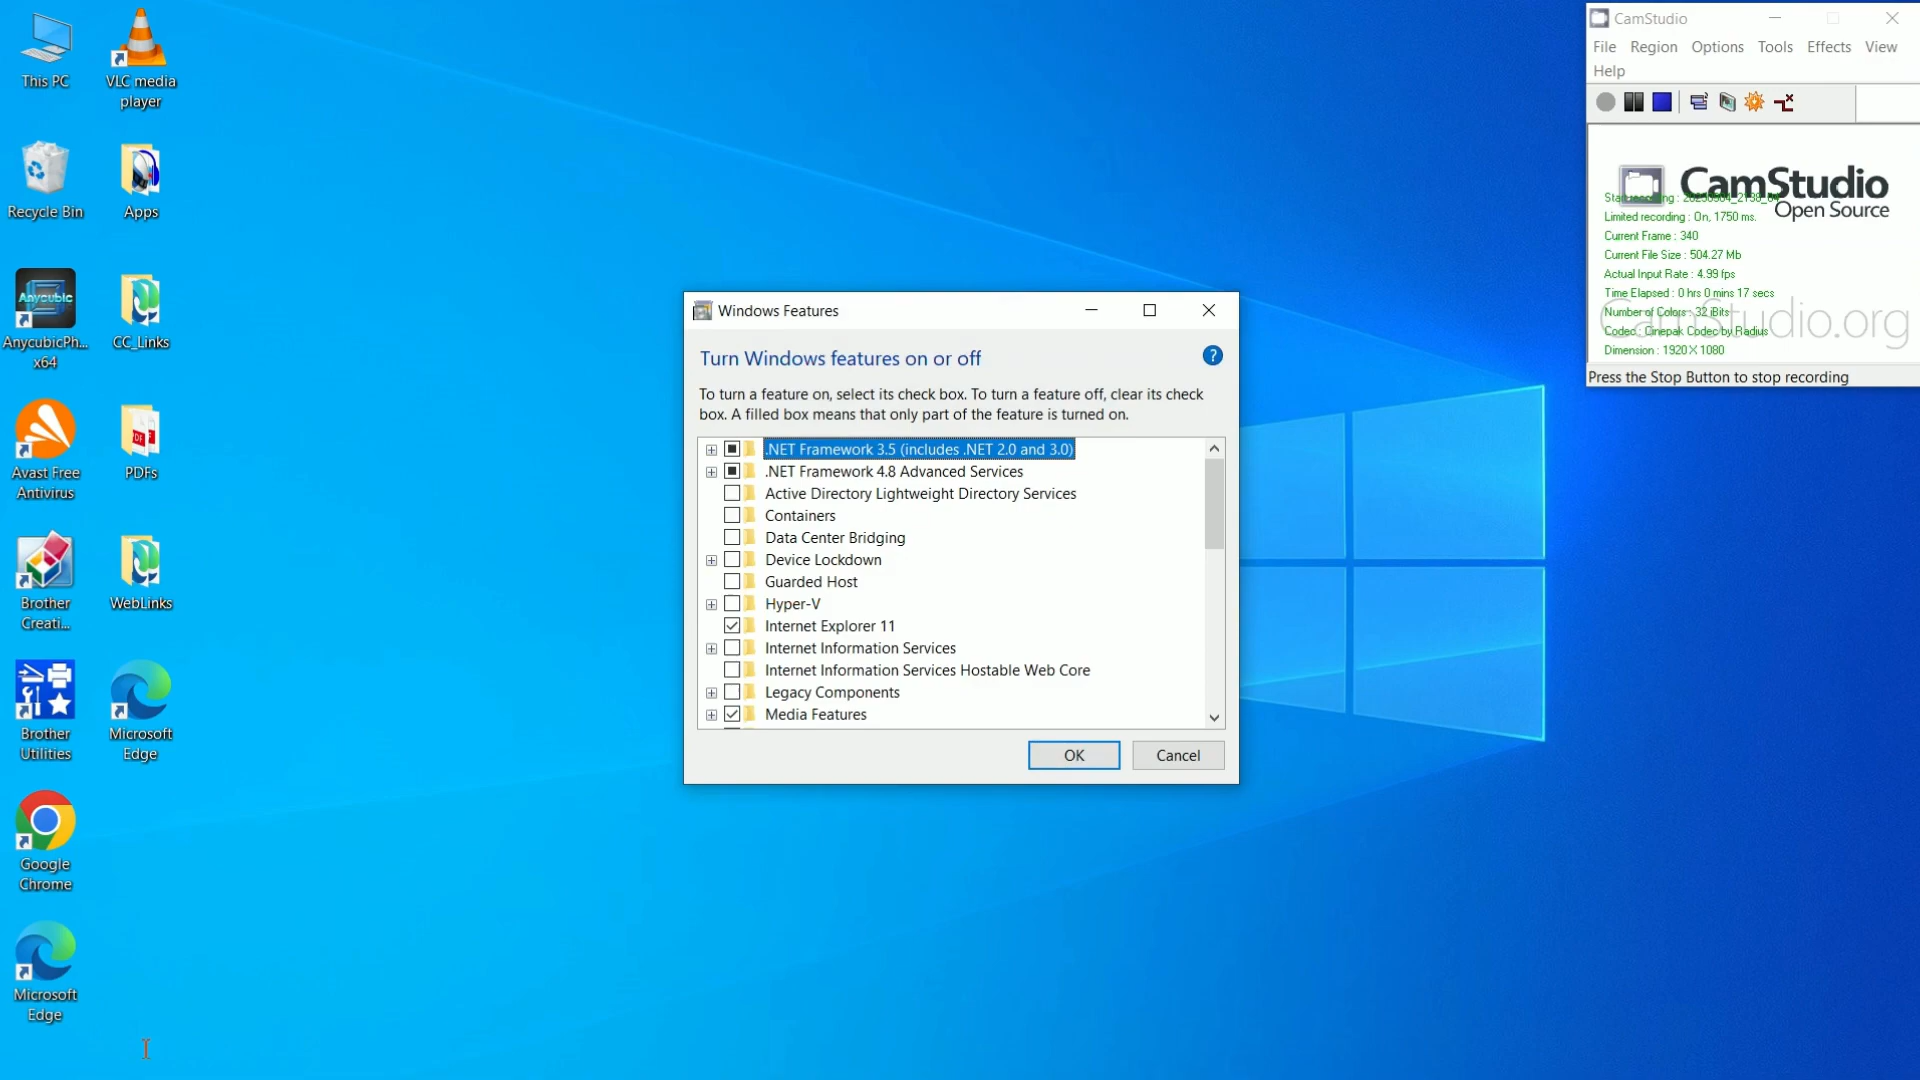 This PC
VLC media
player
Recycle Bin
Apps
Anycubic
AnycubicPh...
x64
CC_Links
Avast Free
Antivirus
PDF
PDFs
Brother
Creati...
WebLinks
Brother
Utilities
Microsoft
Edge
Google
Chrome
Microsoft
Edge
Windows Features
Turn Windows features on or off
?
To turn a feature on, select its check box. To turn a feature off, clear its check
box. A filled box means that only part of the feature is turned on.
.NET Framework 3.5 (includes .NET 2.0 and 3.0)
.NET Framework 4.8 Advanced Services
Active Directory Lightweight Directory Services
Containers
Data Center Bridging
Device Lockdown
Guarded Host
Hyper-V
Internet Explorer 11
Internet Information Services
Internet Information Services Hostable Web Core
Legacy Components
Media Features
OK Cancel
CamStudio
File Region Options Tools Effects View
Help
CamStudio
Open Source
Start recording :
Limited recording : On, 1750 ms.
Current Frame : 340
Current File Size : 504.27 Mb
Actual Input Rate : 4.99 fps
Time Elapsed : 0 hrs 0 mins 17 secs
Number of Colors : 32 iBits
CamStudio.org
Codec : Cinepak Codec by Radius
Dimension : 1920 X 1080
Press the Stop Button to stop recording